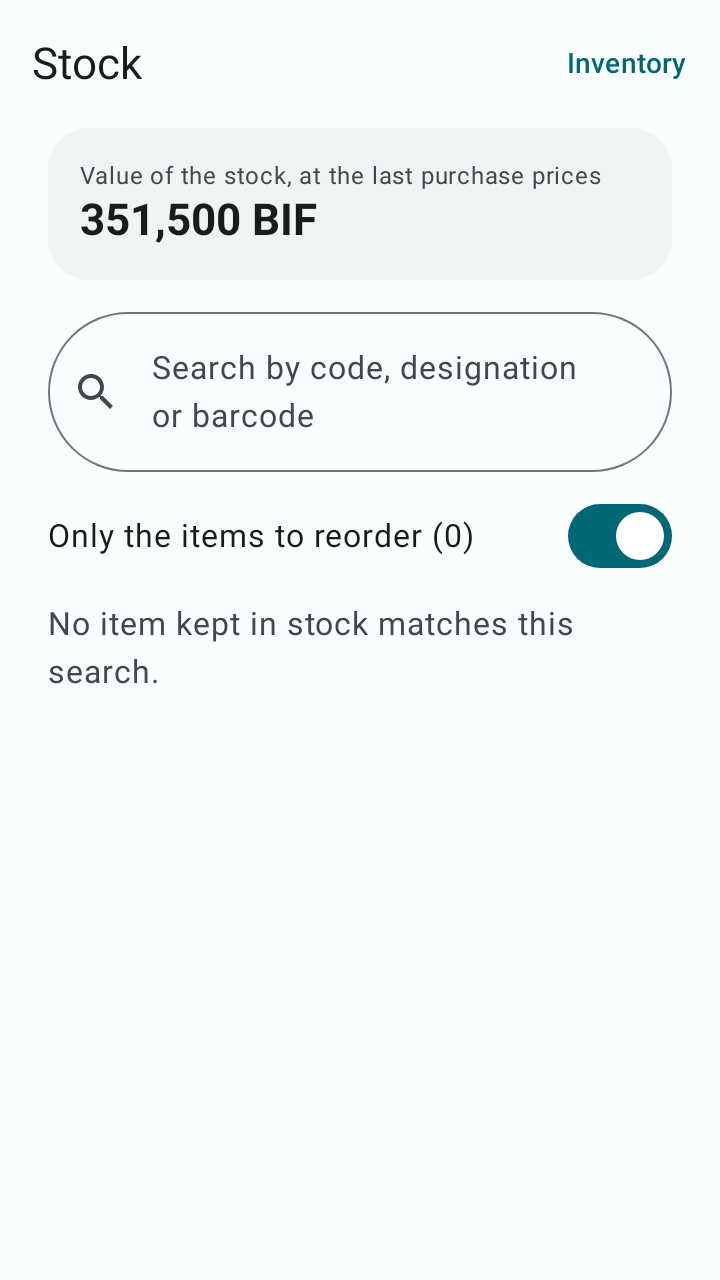 Stock
Inventory
Value of the stock, at the last purchase prices
351,500 BIF
Search by code, designation
or barcode
Only the items to reorder (0)
No item kept in stock matches this
search.